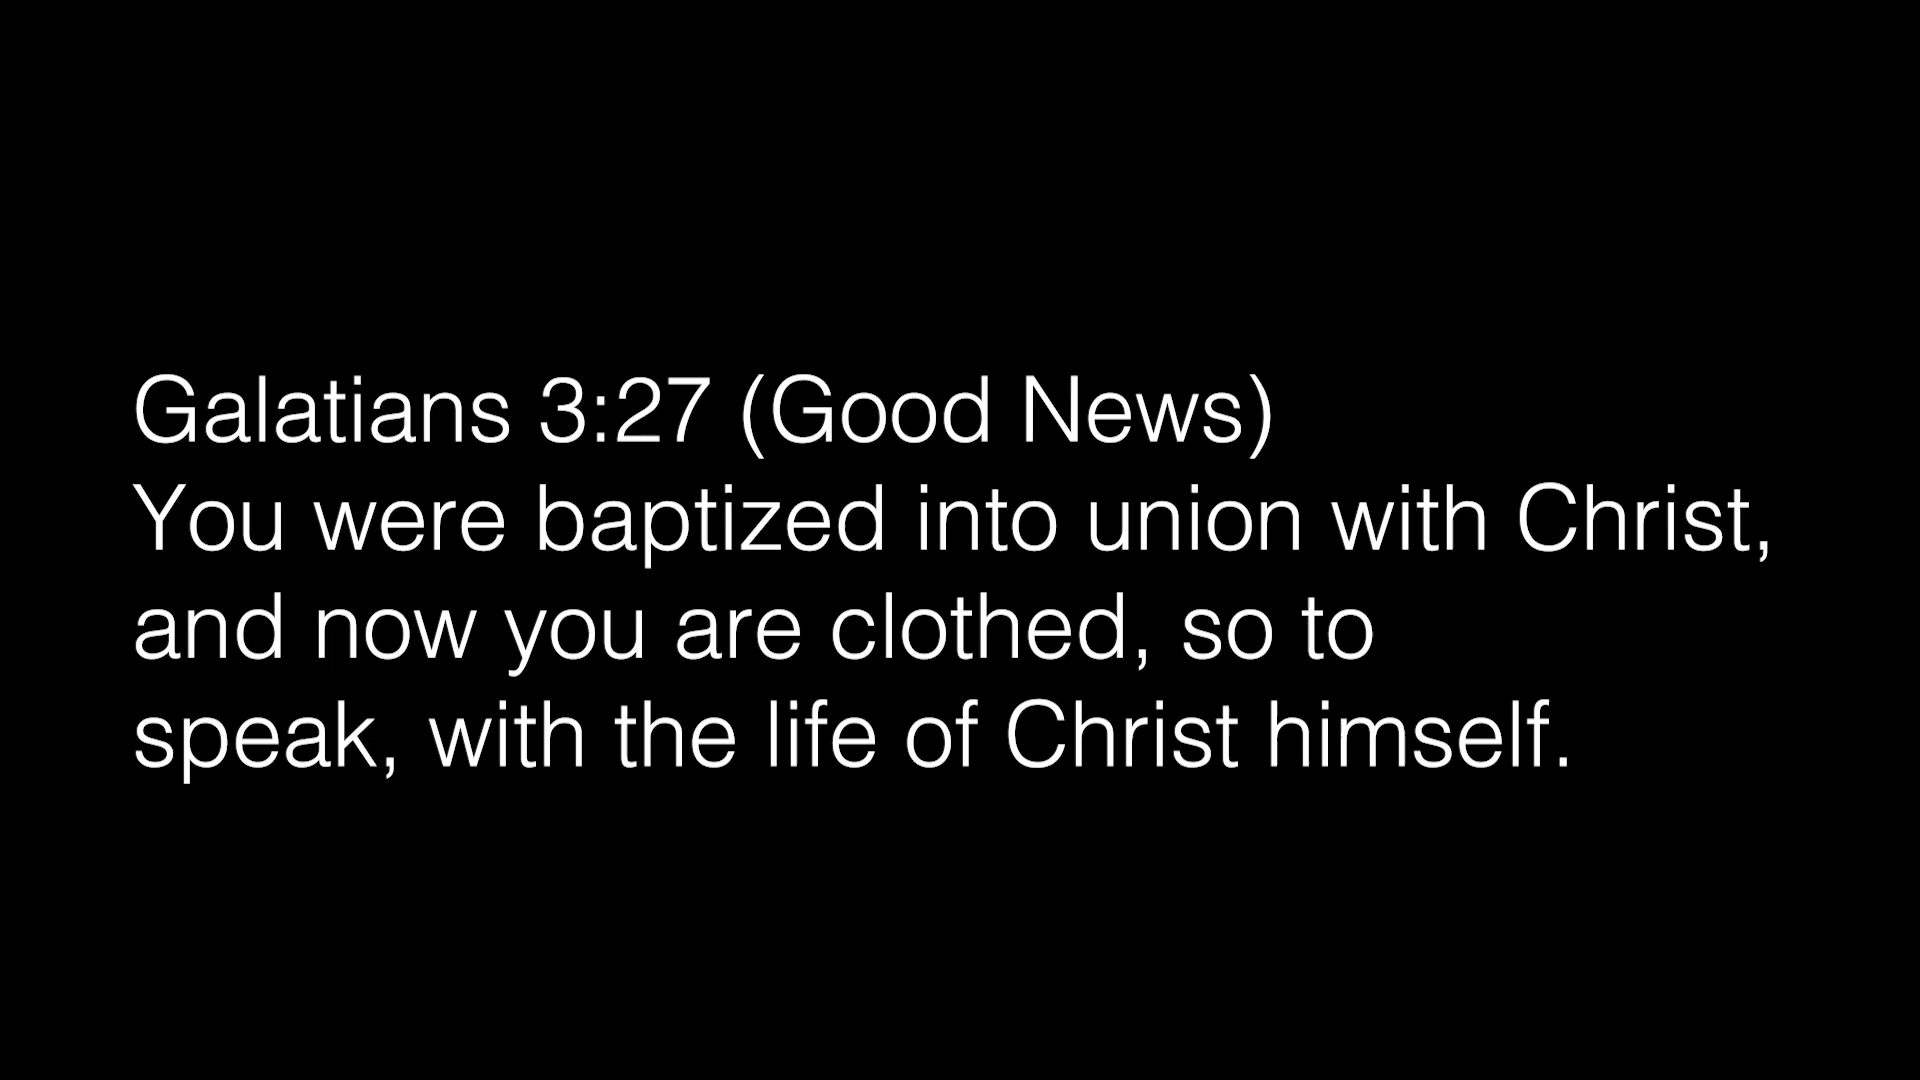 Galatians 3:27 (Good News)
You were baptized into union with Christ,
and now you are clothed, so to
speak, with the life of Christ himself.